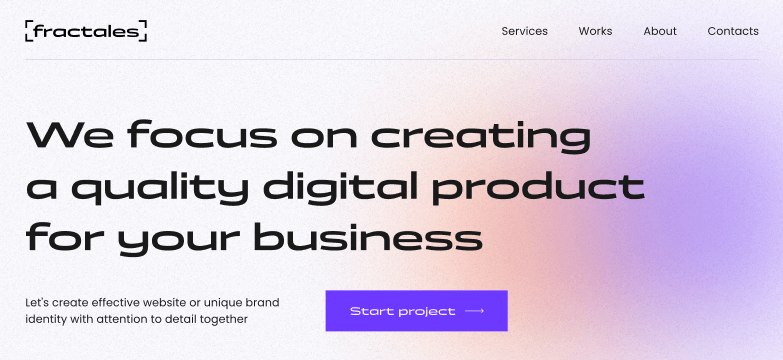 [fractales]
Services Works About Contacts
We focus on creating
a quality digital product
for your business
Let's create effective website or unique brand
identity with attention to detail together
Start project →